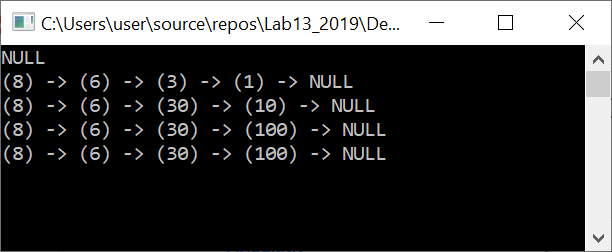 C:\Users\user\source\repos\Lab13_2019\De...
NULL
(8) -> (6) -> (3) -> (1) -> NULL
(8) -> (6) -> (30) -> (10) -> NULL
(8) -> (6) -> (30) -> (100) -> NULL
(8) -> (6) -> (30) -> (100) -> NULL